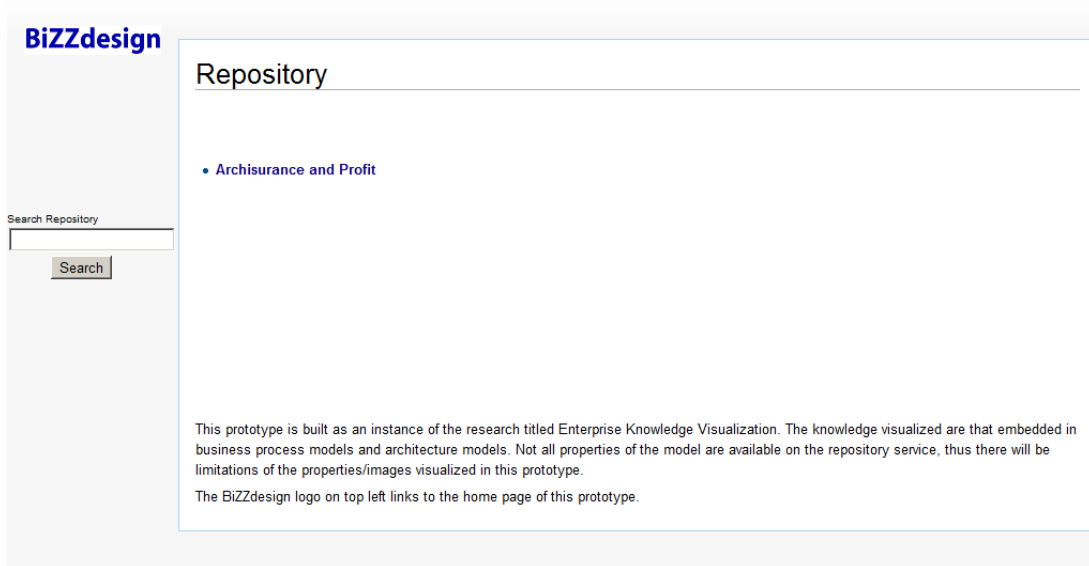 BiZZdesign
Repository
Archisurance and Profit
Search Repository
Search
This prototype is built as an instance of the research titled Enterprise Knowledge Visualization. The knowledge visualized are that embedded in
business process models and architecture models. Not all properties of the model are available on the repository service, thus there will be
limitations of the properties/images visualized in this prototype.
The BiZZdesign logo on top left links to the home page of this prototype.